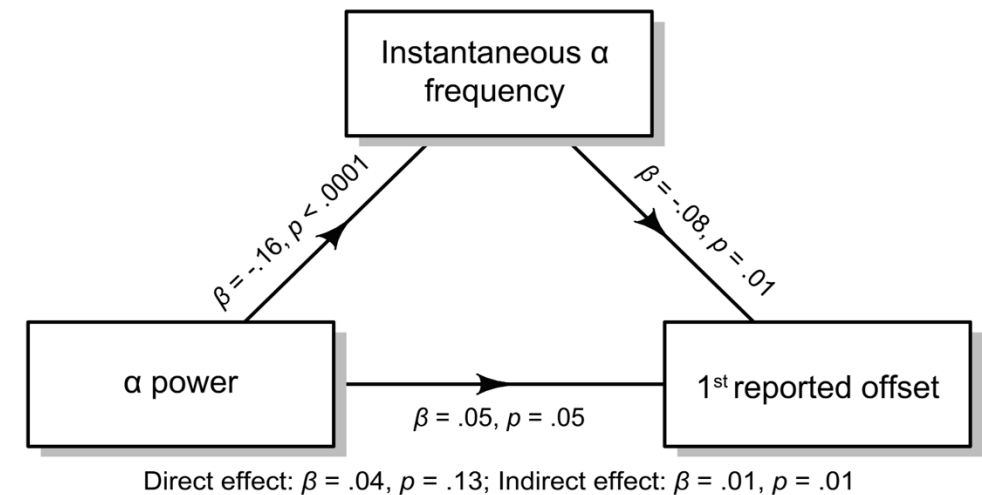 Instantaneous α
frequency
β = -.16, p < .0001
β = -.08, p = .01
α power
1st reported offset
β = .05, p = .05
Direct effect: β = .04, p = .13; Indirect effect: β = .01, p = .01